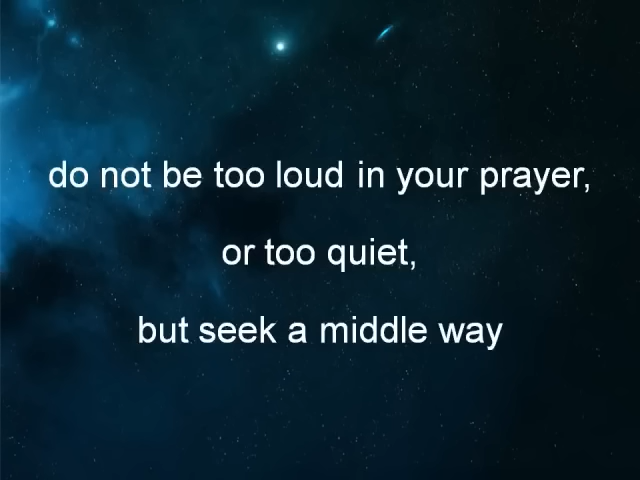 do not be too loud in your prayer,
or too quiet,
but seek a middle way